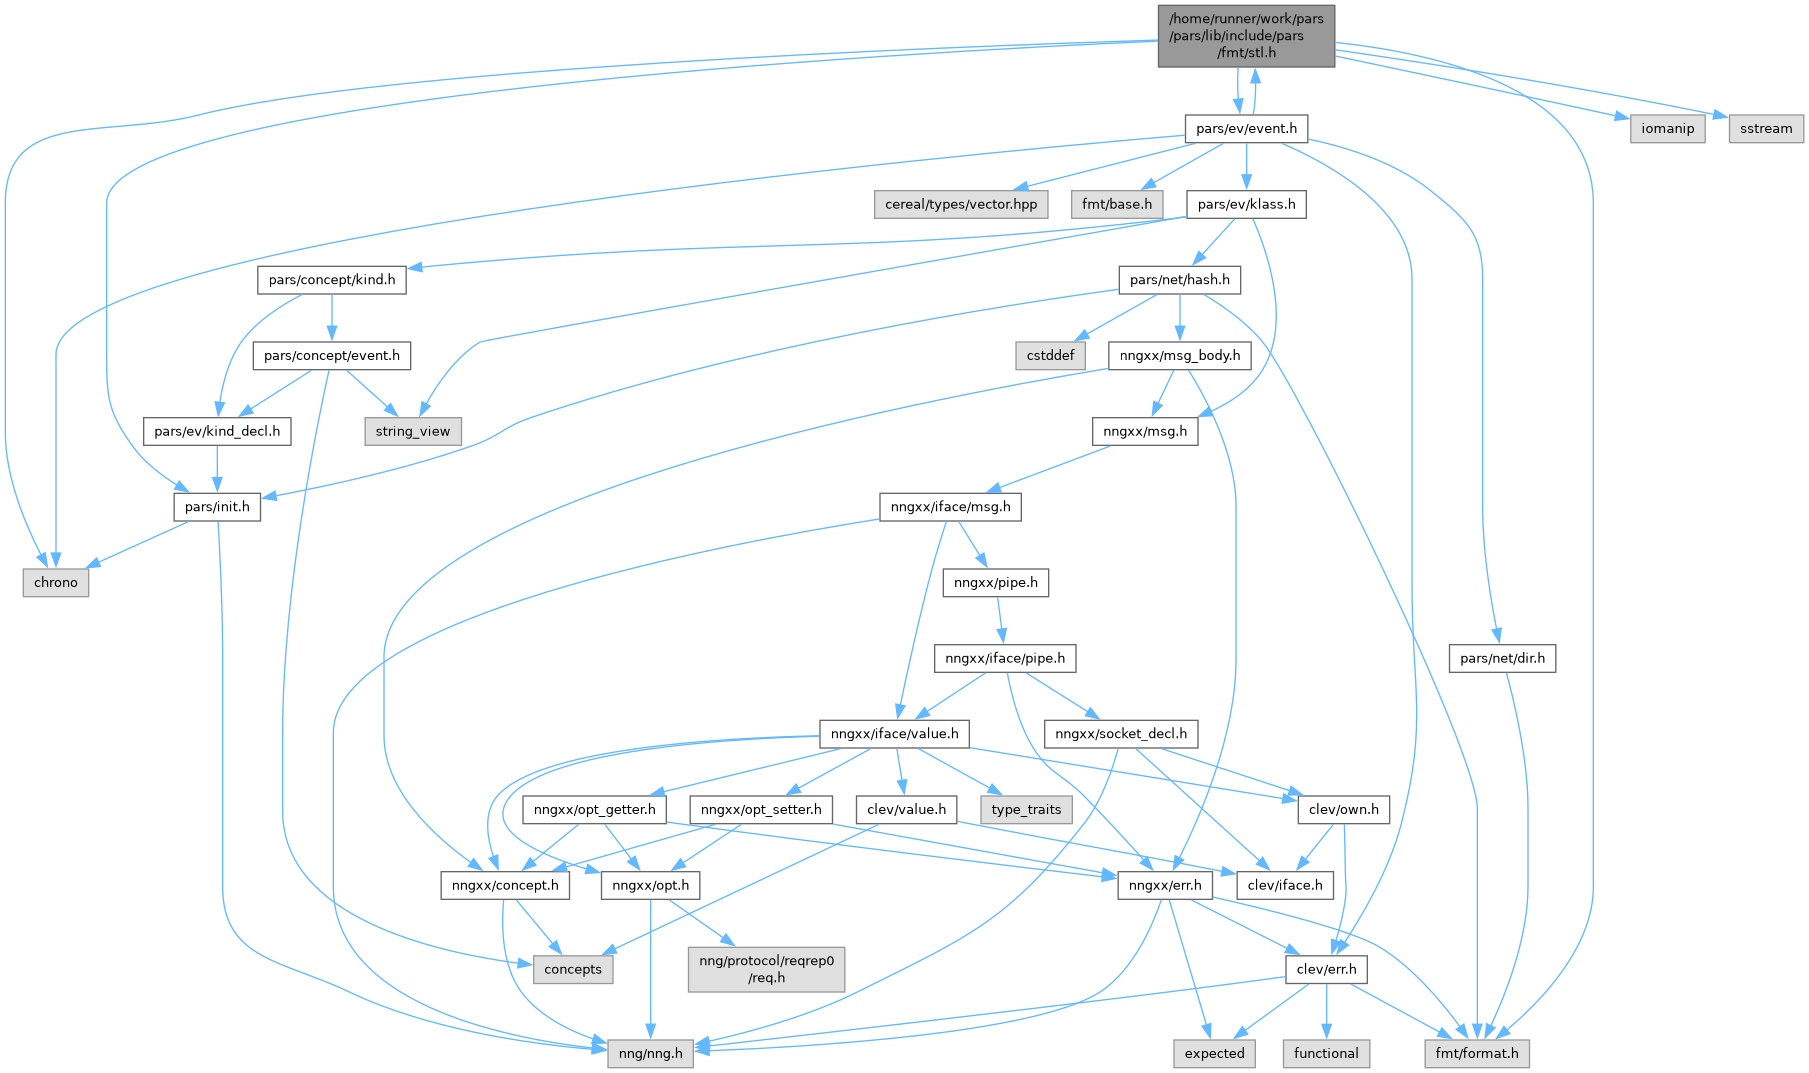 /home/runner/work/pars
/pars/lib/include/pars
/fmt/stl.h
pars/ev/event.h
iomanip
sstream
cereal/types/vector.hpp
fmt/base.h
pars/ev/klass.h
pars/concept/kind.h
pars/net/hash.h
pars/concept/event.h
cstddef
nngxx/msg_body.h
pars/ev/kind_decl.h
string_view
nngxx/msg.h
pars/init.h
nngxx/iface/msg.h
chrono
nngxx/pipe.h
nngxx/iface/pipe.h
pars/net/dir.h
nngxx/iface/value.h
nngxx/socket_decl.h
nngxx/opt_getter.h
nngxx/opt_setter.h
clev/value.h
type_traits
clev/own.h
nngxx/concept.h
nngxx/opt.h
nngxx/err.h
clev/iface.h
concepts
nng/protocol/reqrep0
/req.h
clev/err.h
nng/nng.h
expected
functional
fmt/format.h